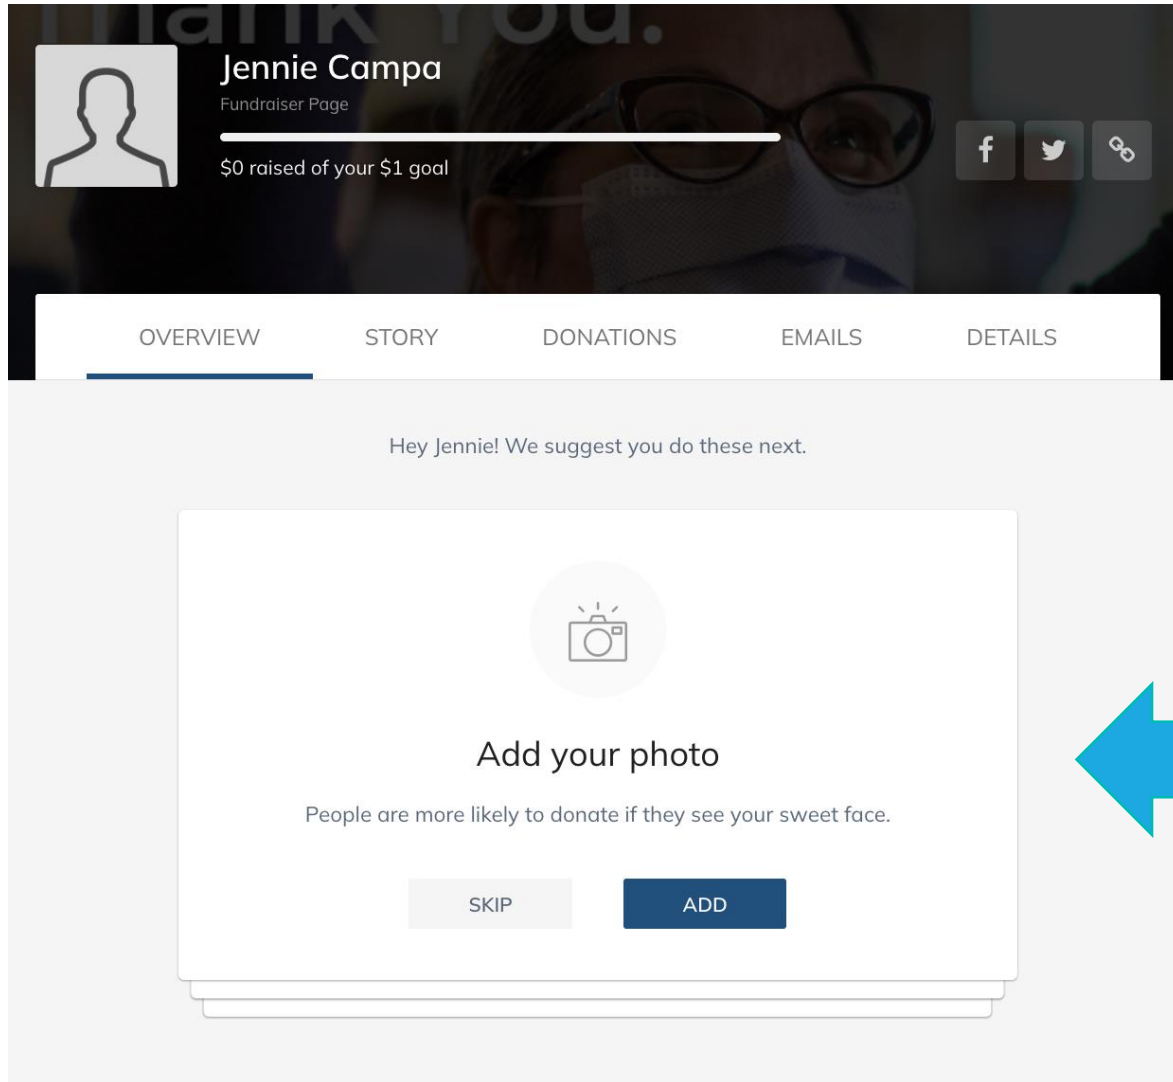 Thank You.
Jennie Campa
Fundraiser Page
$0 raised of your $1 goal
OVERVIEW STORY DONATIONS EMAILS DETAILS
Hey Jennie! We suggest you do these next.
Add your photo
People are more likely to donate if they see your sweet face.
SKIP ADD